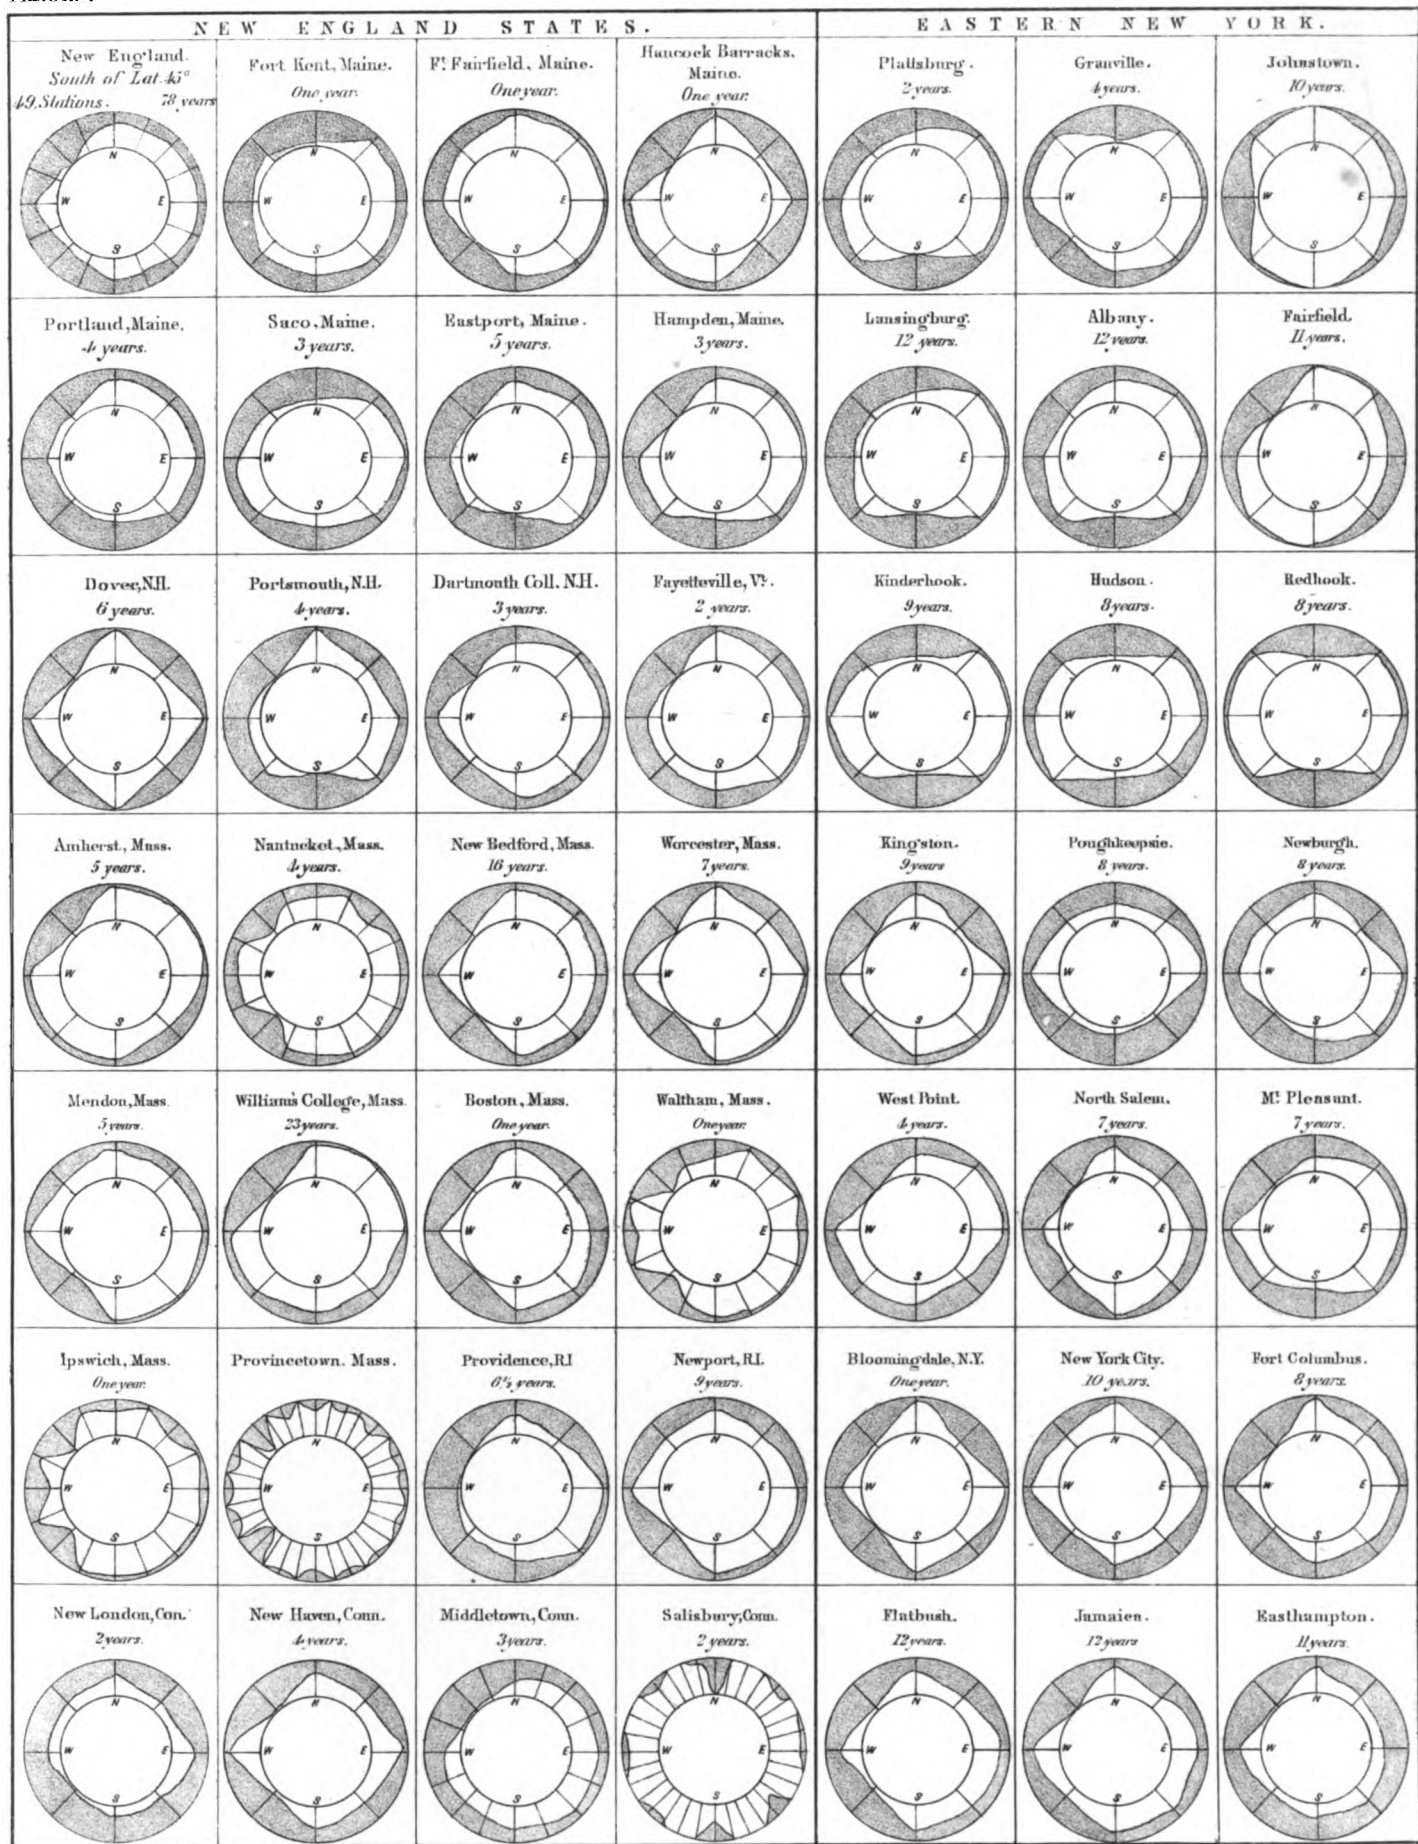 NEW ENGLAND STATES.
EASTERN NEW YORK.
New England.
South of Lat. 45°
49, Stations. 78 years
N
W E
S
Fort Kent, Maine.
One year.
N
W E
S
Ft. Fairfield, Maine.
One year.
N
W E
S
Hancock Barracks,
Maine.
One year.
N
W E
S
Plattsburg.
2 years.
N
W E
S
Granville.
4 years.
N
W E
S
Johnstown.
10 years.
N
W E
S
Portland, Maine.
4 years.
N
W E
S
Saco, Maine.
3 years.
N
W E
S
Eastport, Maine.
5 years.
N
W E
S
Hampden, Maine.
3 years.
N
W E
S
Lansingburg.
12 years.
N
W E
S
Albany.
12 years.
N
W E
S
Fairfield.
11 years.
N
W E
S
Dover, N.H.
6 years.
N
W E
S
Portsmouth, N.H.
4 years.
N
W E
S
Dartmouth Coll. N.H.
3 years.
N
W E
S
Fayetteville, Vt.
2 years.
N
W E
S
Kinderhook.
9 years.
N
W E
S
Hudson.
8 years.
N
W E
S
Redhook.
8 years.
N
W E
S
Amherst, Mass.
5 years.
N
W E
S
Nantucket, Mass.
4 years.
N
W E
S
New Bedford, Mass.
16 years.
N
W E
S
Worcester, Mass.
7 years.
N
W E
S
Kingston.
9 years
N
W E
S
Poughkeepsie.
8 years.
N
W E
S
Newburgh.
8 years.
N
W E
S
Mendon, Mass.
5 years.
N
W E
S
Williams College, Mass.
23 years.
N
W E
S
Boston, Mass.
One year.
N
W E
S
Waltham, Mass.
One year.
N
W E
S
West Point.
4 years.
N
W E
S
North Salem.
7 years.
N
W E
S
Mt. Pleasant.
7 years.
N
W E
S
Ipswich, Mass.
One year.
N
W E
S
Provincetown. Mass.
N
W E
S
Providence, R.I
6½ years.
N
W E
S
Newport, R.I.
9 years.
N
W E
S
Bloomingdale, N.Y.
One year.
N
W E
S
New York City.
10 years.
N
W E
S
Fort Columbus.
8 years.
N
W E
S
New London, Con.
2 years.
N
W E
S
New Haven, Conn.
4 years.
N
W E
S
Middletown, Conn.
3 years.
N
W E
S
Salisbury, Conn.
2 years.
N
W E
S
Flatbush.
12 years.
N
W E
S
Jamaica.
12 years
N
W E
S
Easthampton.
11 years.
N
W E
S